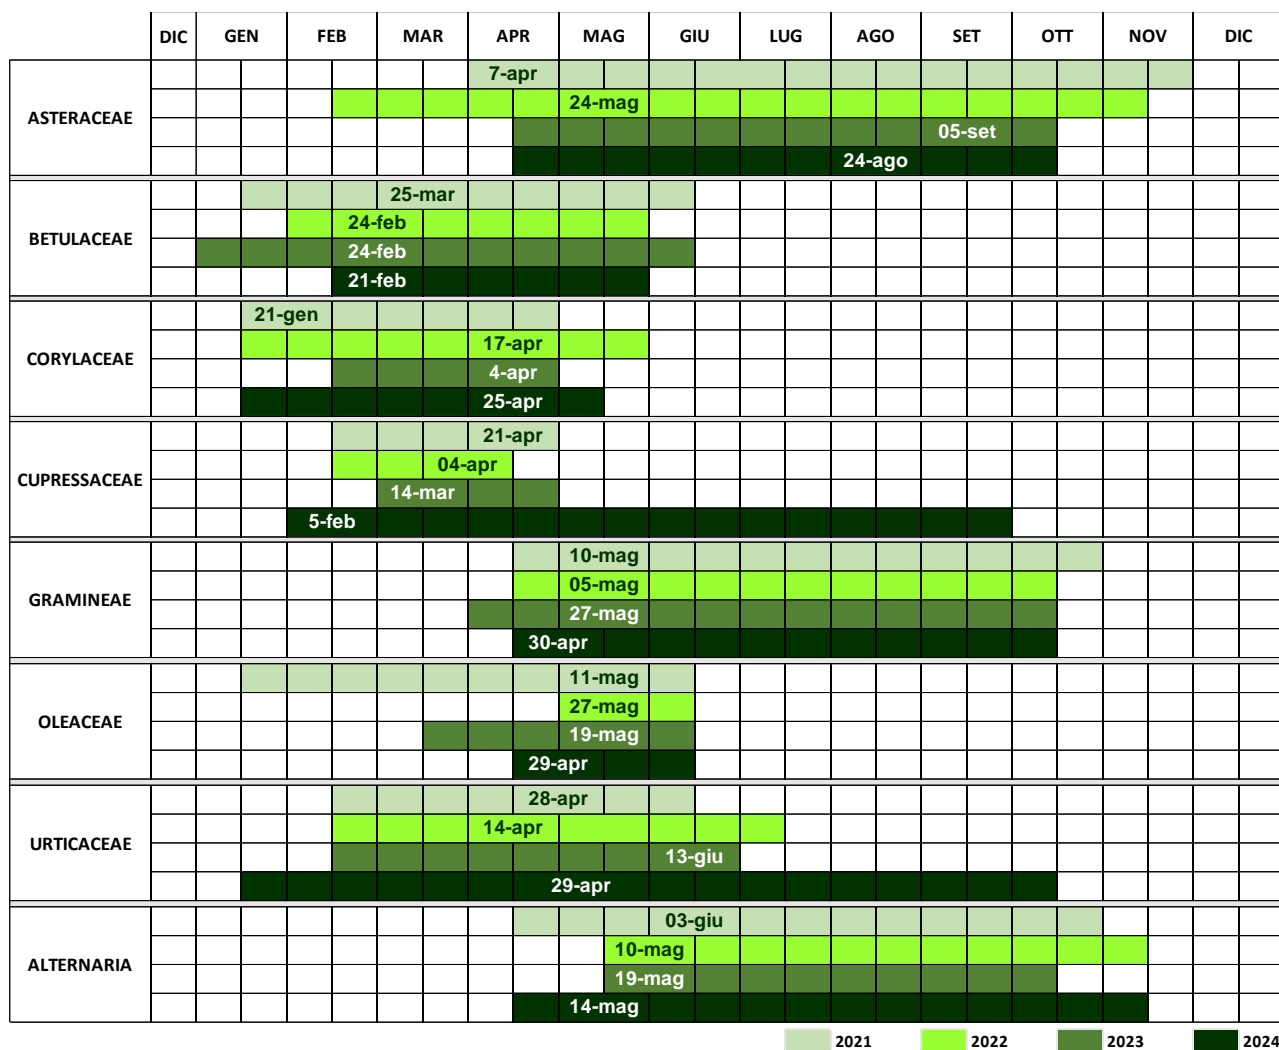 DIC GEN FEB MAR APR MAG GIU LUG AGO SET OTT NOV DIC
ASTERACEAE
7-apr
24-mag
05-set
24-ago
BETULACEAE
25-mar
24-feb
24-feb
21-feb
CORYLACEAE
21-gen
17-apr
4-apr
25-apr
CUPRESSACEAE
21-apr
04-apr
14-mar
5-feb
GRAMINEAE
10-mag
05-mag
27-mag
30-apr
OLEACEAE
11-mag
27-mag
19-mag
29-apr
URTICACEAE
28-apr
14-apr
13-giu
29-apr
ALTERNARIA
03-giu
10-mag
19-mag
14-mag
2021 2022 2023 2024